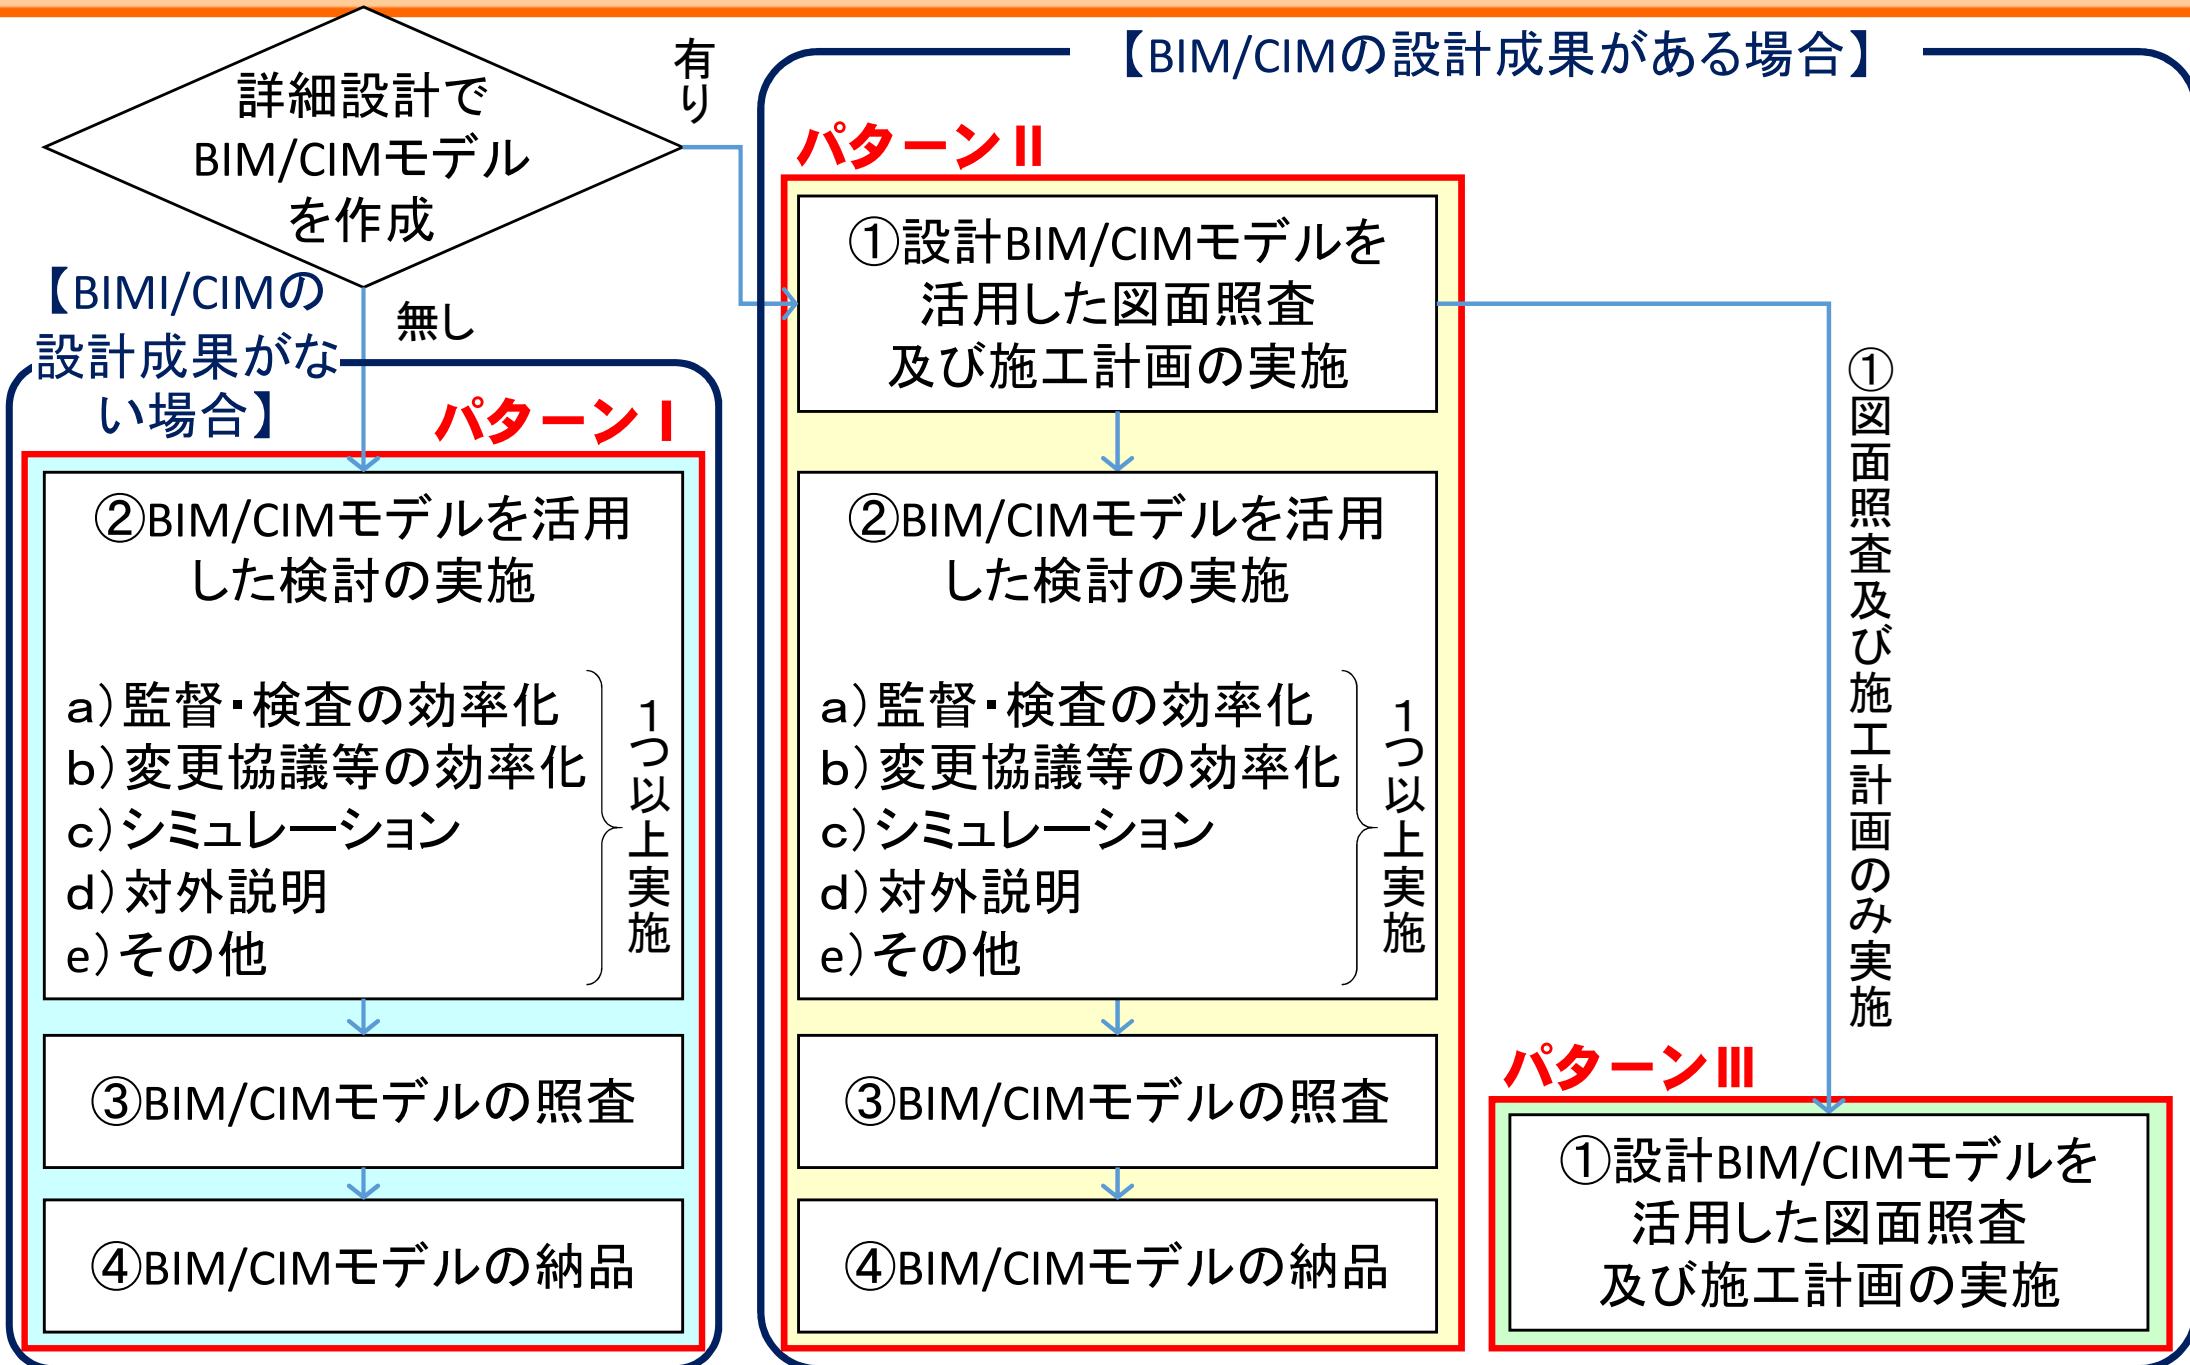 詳細設計で
BIM/CIMモデル
を作成
有り
無し
【BIMI/CIMの
設計成果がな
い場合】
パターンⅠ
②BIM/CIMモデルを活用
した検討の実施
a)監督・検査の効率化
b)変更協議等の効率化
c)シミュレーション
d)対外説明
e)その他
1つ以上実施
③BIM/CIMモデルの照査
④BIM/CIMモデルの納品
【BIM/CIMの設計成果がある場合】
パターンⅡ
①設計BIM/CIMモデルを
活用した図面照査
及び施工計画の実施
②BIM/CIMモデルを活用
した検討の実施
a)監督・検査の効率化
b)変更協議等の効率化
c)シミュレーション
d)対外説明
e)その他
1つ以上実施
③BIM/CIMモデルの照査
④BIM/CIMモデルの納品
①図面照査及び施工計画のみ実施
パターンⅢ
①設計BIM/CIMモデルを
活用した図面照査
及び施工計画の実施